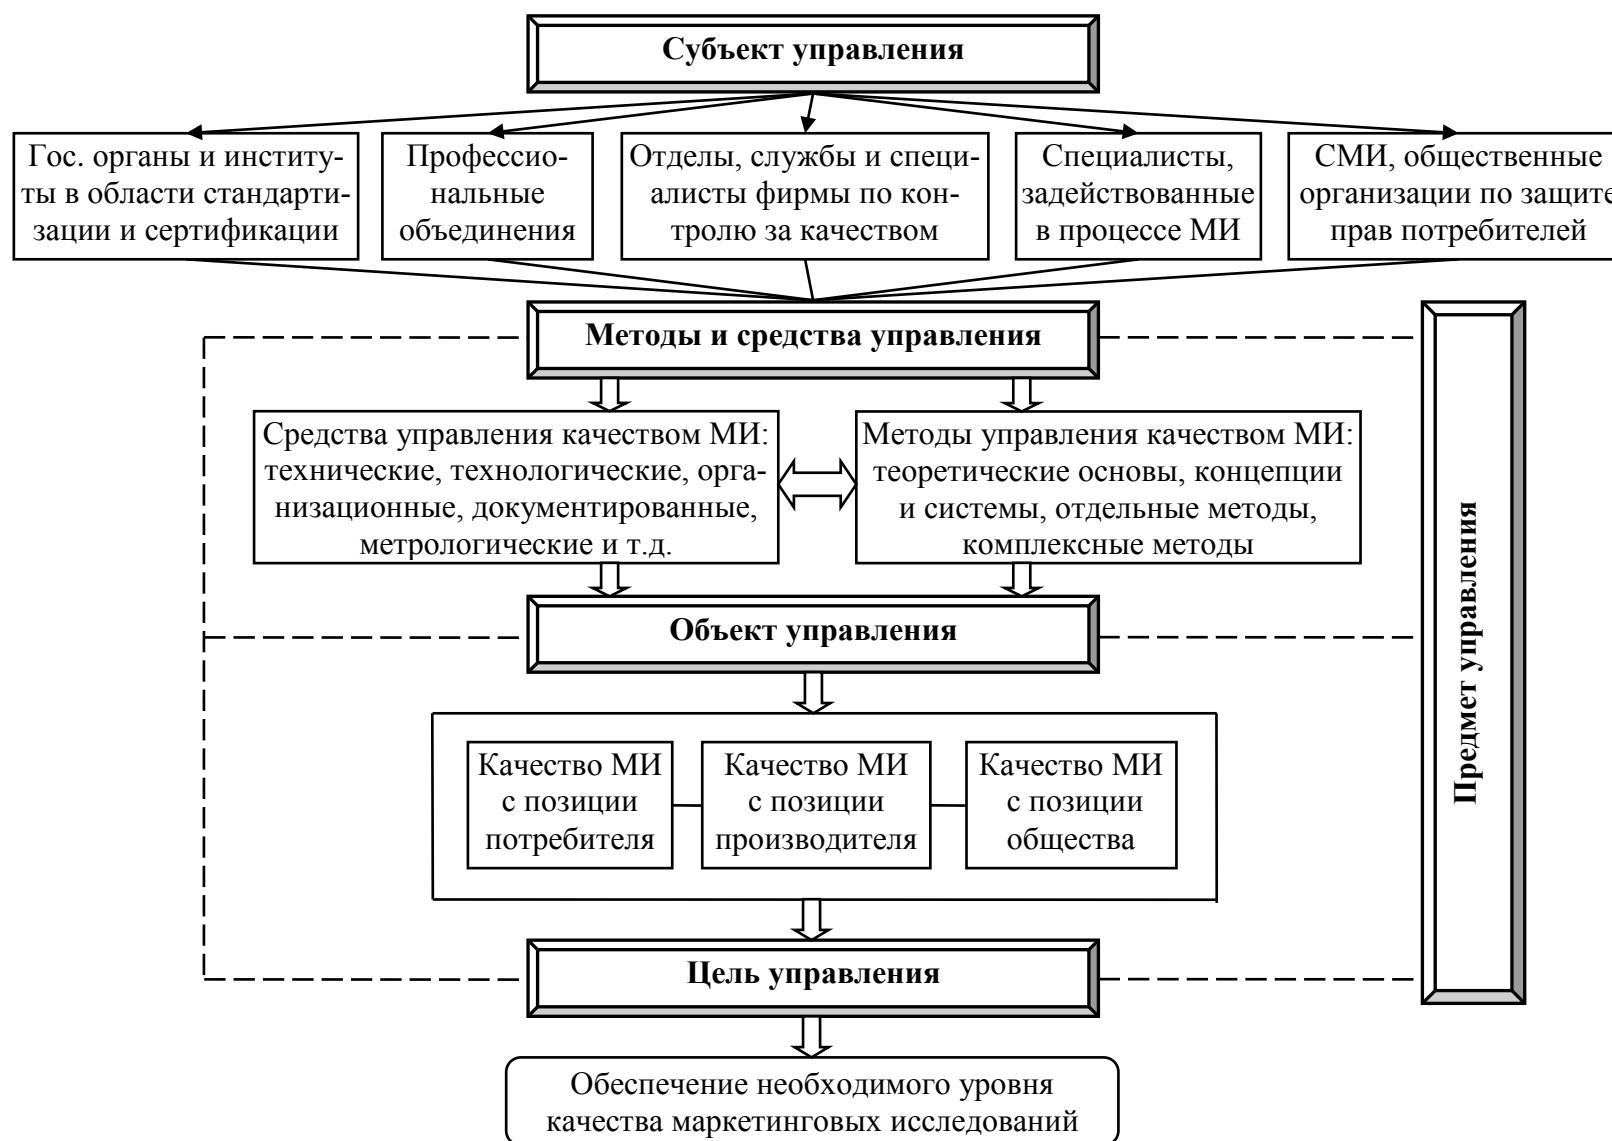 Субъект управления
Гос. органы и институ-
ты в области стандарти-
зации и сертификации
Профессио-
нальные
объединения
Отделы, службы и специ-
алисты фирмы по кон-
тролю за качеством
Специалисты,
задействованные
в процессе МИ
СМИ, общественные
организации по защите
прав потребителей
Методы и средства управления
Средства управления качеством МИ:
технические, технологические, орга-
низационные, документированные,
метрологические и т.д.
Методы управления качеством МИ:
теоретические основы, концепции
и системы, отдельные методы,
комплексные методы
Объект управления
Качество МИ
с позиции
потребителя
Качество МИ
с позиции
производителя
Качество МИ
с позиции
общества
Цель управления
Обеспечение необходимого уровня
качества маркетинговых исследований
Предмет управления